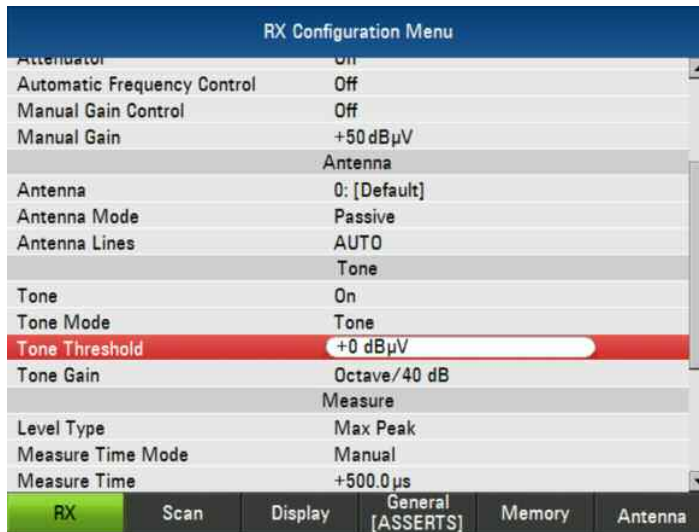 RX Configuration Menu
Attenuator On
Automatic Frequency Control Off
Manual Gain Control Off
Manual Gain +50 dBµV
Antenna
Antenna 0: [Default]
Antenna Mode Passive
Antenna Lines AUTO
Tone
Tone On
Tone Mode Tone
Tone Threshold +0 dBµV
Tone Gain Octave/40 dB
Measure
Level Type Max Peak
Measure Time Mode Manual
Measure Time +500.0 µs
RX Scan Display General [ASSERTS] Memory Antenna